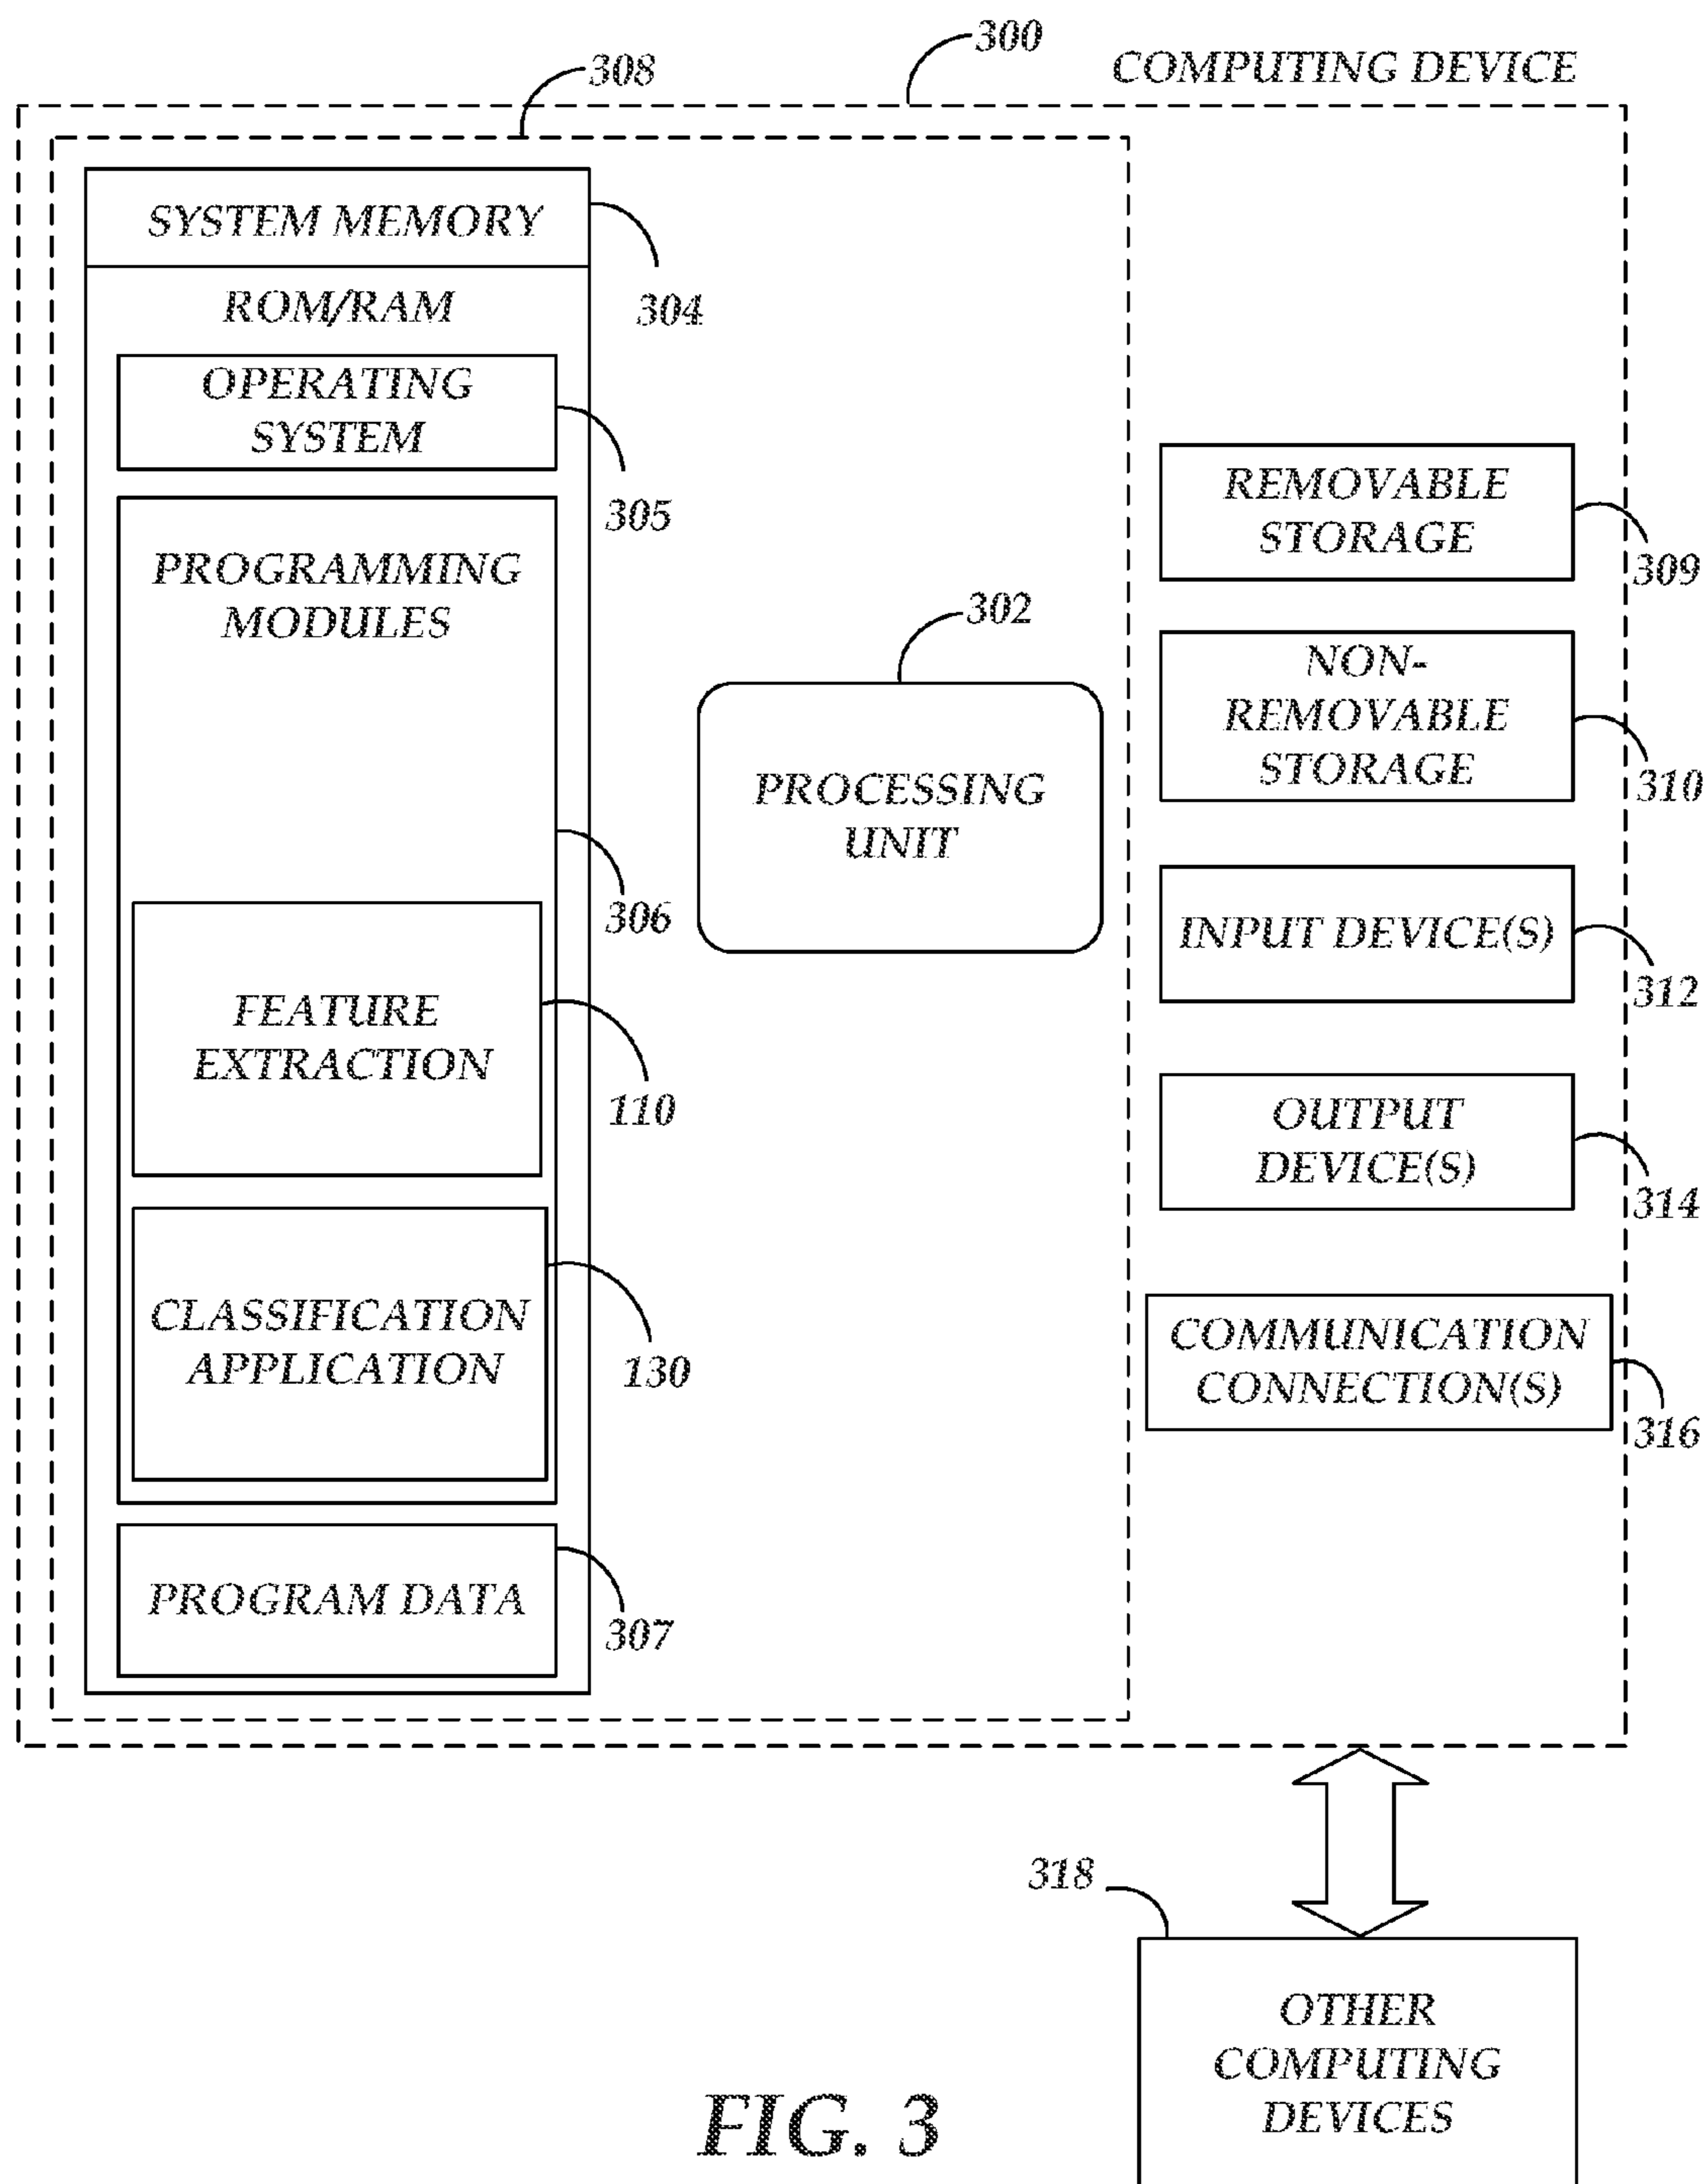 300
COMPUTING DEVICE
308
SYSTEM MEMORY
304
ROM/RAM
OPERATING
SYSTEM
305
PROGRAMMING
MODULES
306
FEATURE
EXTRACTION
110
CLASSIFICATION
APPLICATION
130
PROGRAM DATA
307
302
PROCESSING
UNIT
REMOVABLE
STORAGE
309
NON-
REMOVABLE
STORAGE
310
INPUT DEVICE(S)
312
OUTPUT
DEVICE(S)
314
COMMUNICATION
CONNECTION(S)
316
318
OTHER
COMPUTING
DEVICES
FIG. 3